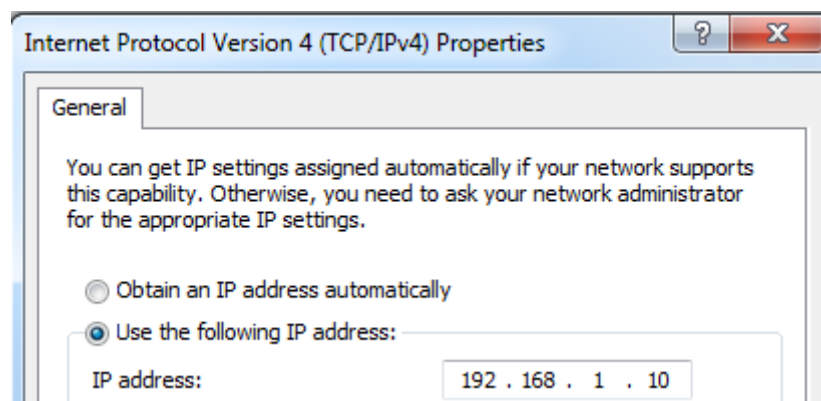 Internet Protocol Version 4 (TCP/IPv4) Properties
General
You can get IP settings assigned automatically if your network supports
this capability. Otherwise, you need to ask your network administrator
for the appropriate IP settings.
Obtain an IP address automatically
Use the following IP address:
IP address: 192 . 168 . 1 . 10